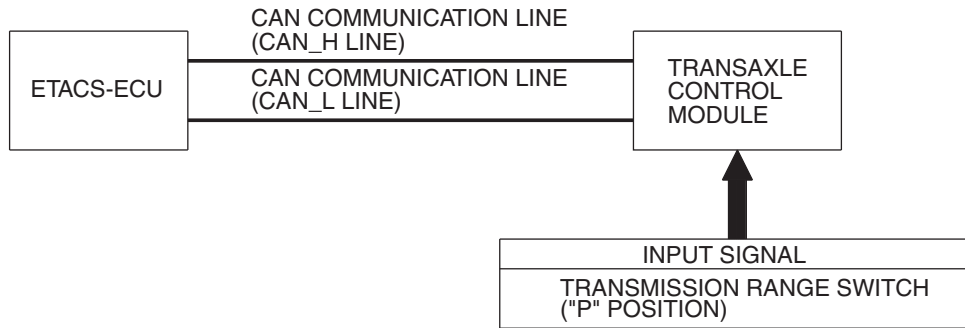 CAN COMMUNICATION LINE
(CAN_H LINE)
ETACS-ECU
CAN COMMUNICATION LINE
(CAN_L LINE)
TRANSAXLE
CONTROL
MODULE
INPUT SIGNAL
TRANSMISSION RANGE SWITCH
("P" POSITION)